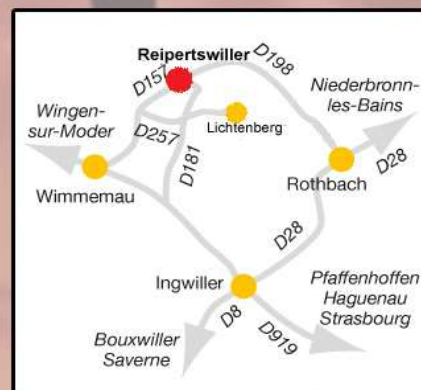 Reipertswiller
D198
D157
Niederbronn-
les-Bains
Wingen-
sur-Moder
D257
Lichtenberg
D181
D28
Rothbach
Wimmemau
D28
Ingwiller
Pfaffenhoffen
Haguenau
Strasbourg
D8
D919
Bouxwiller
Saverne